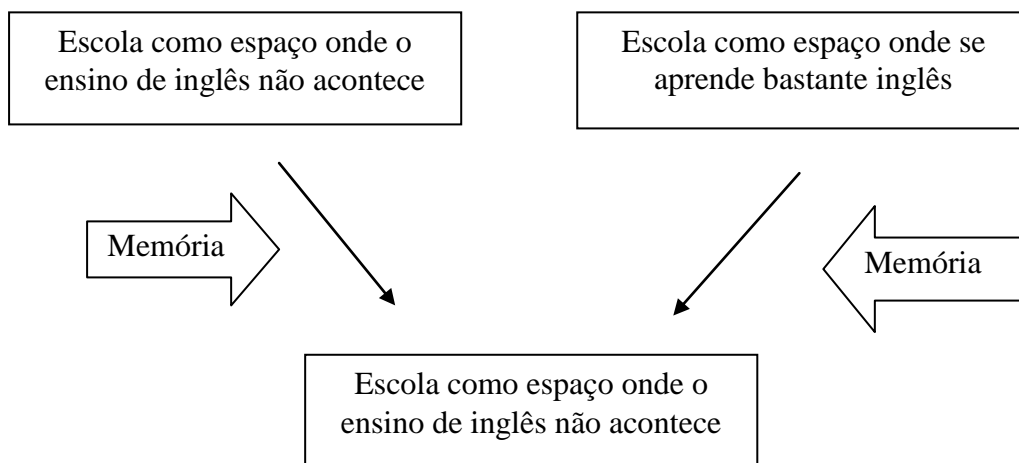 Escola como espaço onde o
ensino de inglês não acontece
Escola como espaço onde se
aprende bastante inglês
Memória
Memória
Escola como espaço onde o
ensino de inglês não acontece